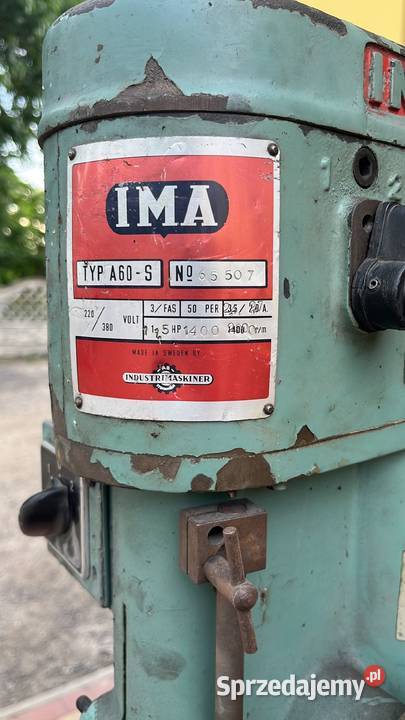 IMA
TYP A60-S Nº 65507
220/380 VOLT 3/FAS 50 PER A.
5 HP 1400 r/m
MADE IN SWEDEN BY
INDUSTRIMASKINER
1 2
Sprzedajemy.pl